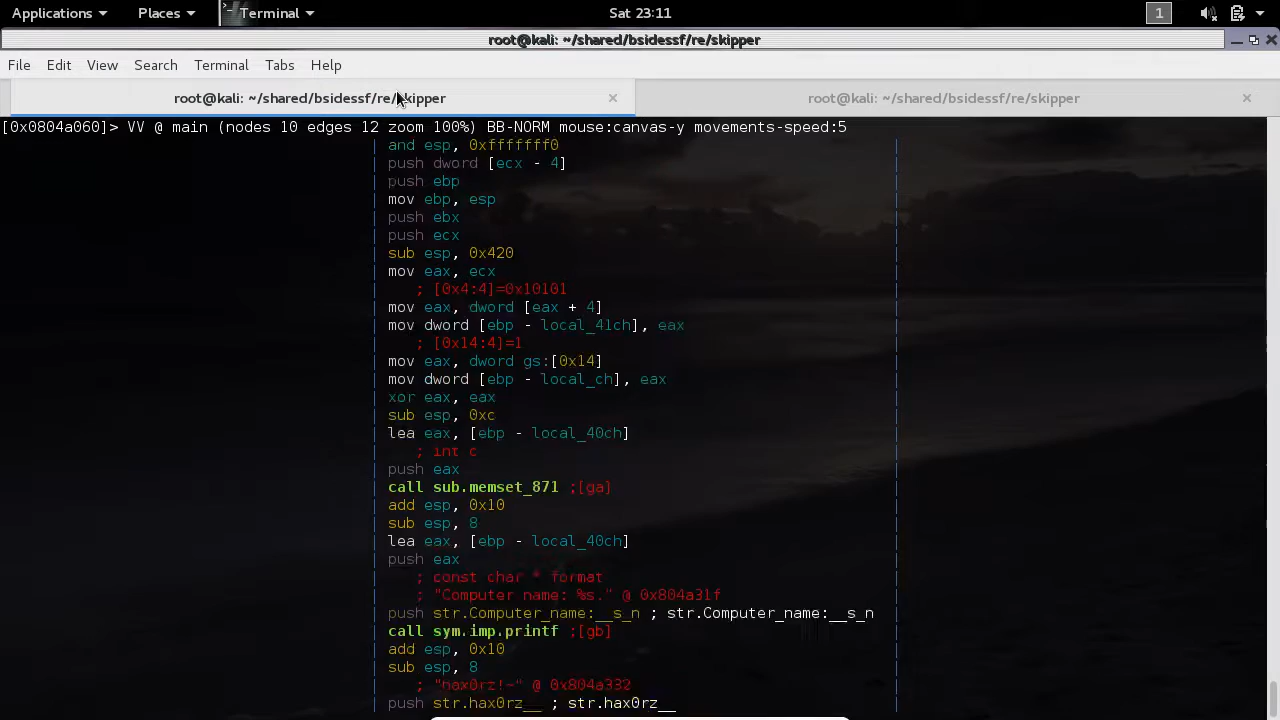 Applications Places Terminal Sat 23:11 1
root@kali: ~/shared/bsidessf/re/skipper
File Edit View Search Terminal Tabs Help
root@kali: ~/shared/bsidessf/re/skipper × root@kali: ~/shared/bsidessf/re/skipper ×
[0x0804a060]> VV @ main (nodes 10 edges 12 zoom 100%) BB-NORM mouse:canvas-y movements-speed:5
and esp, 0xfffffff0
push dword [ecx - 4]
push ebp
mov ebp, esp
push ebx
push ecx
sub esp, 0x420
mov eax, ecx
; [0x4:4]=0x10101
mov eax, dword [eax + 4]
mov dword [ebp - local_41ch], eax
; [0x14:4]=1
mov eax, dword gs:[0x14]
mov dword [ebp - local_ch], eax
xor eax, eax
sub esp, 0xc
lea eax, [ebp - local_40ch]
; int c
push eax
call sub.memset_871 ;[ga]
add esp, 0x10
sub esp, 8
lea eax, [ebp - local_40ch]
push eax
; const char * format
; "Computer name: %s." @ 0x804a31f
push str.Computer_name:__s_n ; str.Computer_name:__s_n
call sym.imp.printf ;[gb]
add esp, 0x10
sub esp, 8
; "hax0rz!~" @ 0x804a332
push str.hax0rz__ ; str.hax0rz__